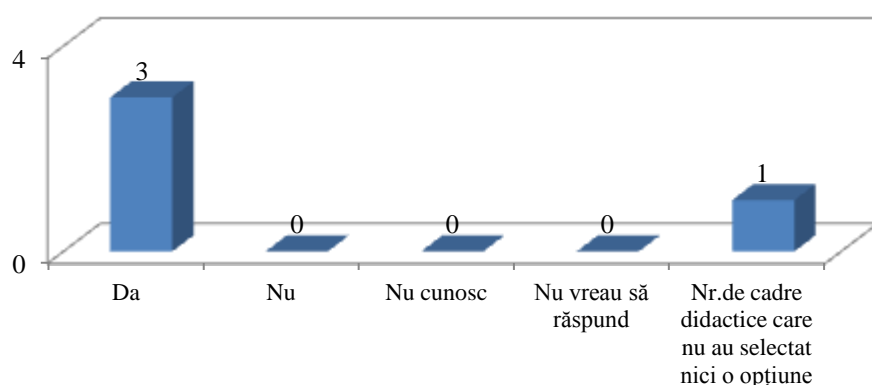 4
3
0
0
0
1
0
Da
Nu
Nu cunosc
Nu vreau să
răspund
Nr.de cadre
didactice care
nu au selectat
nici o opțiune